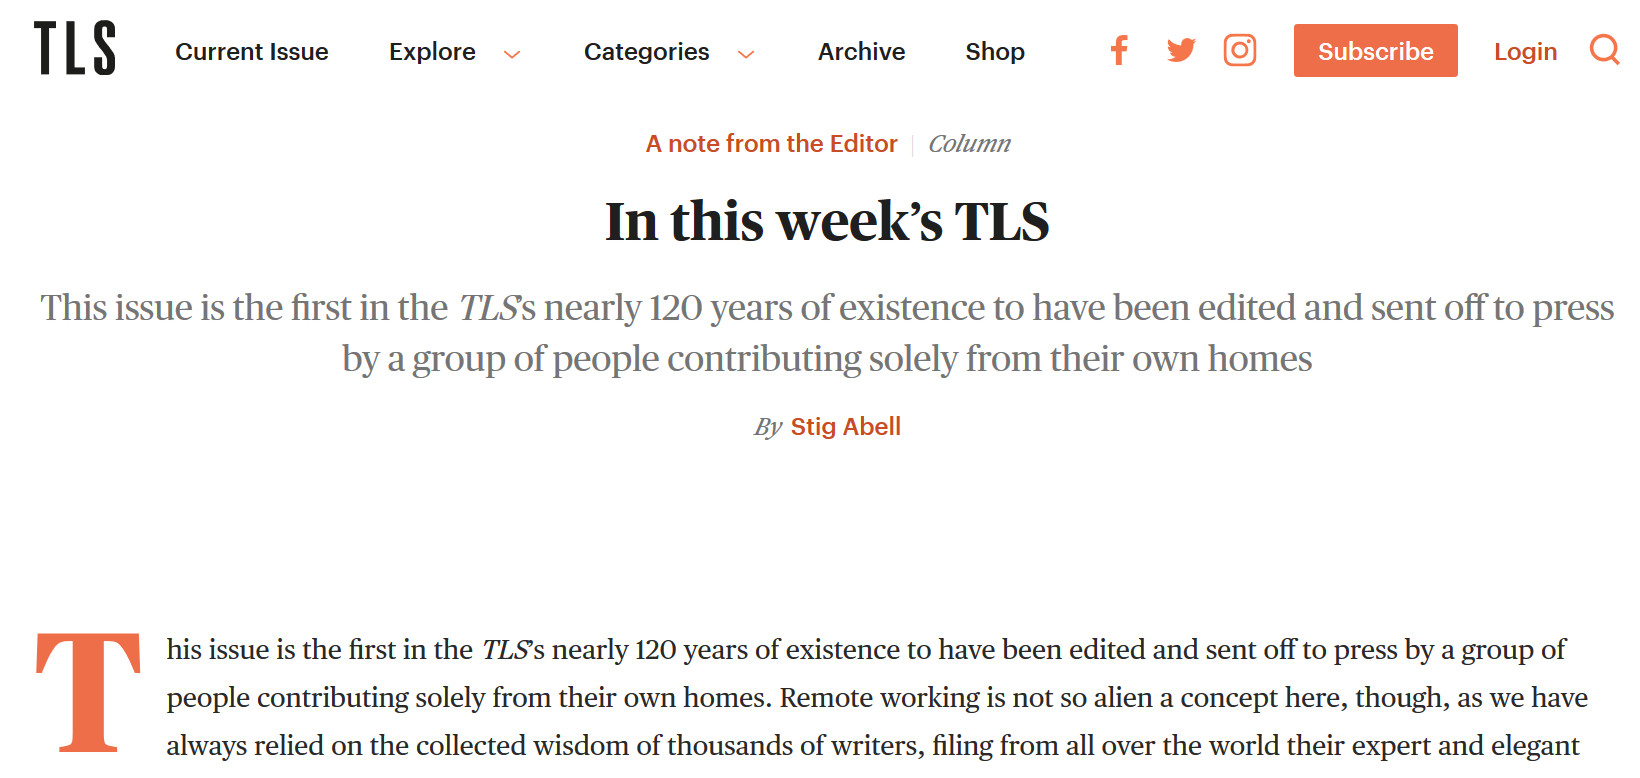 TLS
Current Issue
Explore
Categories
Archive
Shop
Subscribe
Login
A note from the Editor
Column
In this week’s TLS
This issue is the first in the TLS’s nearly 120 years of existence to have been edited and sent off to press
by a group of people contributing solely from their own homes
By Stig Abell
This issue is the first in the TLS’s nearly 120 years of existence to have been edited and sent off to press by a group of
people contributing solely from their own homes. Remote working is not so alien a concept here, though, as we have
always relied on the collected wisdom of thousands of writers, filing from all over the world their expert and elegant